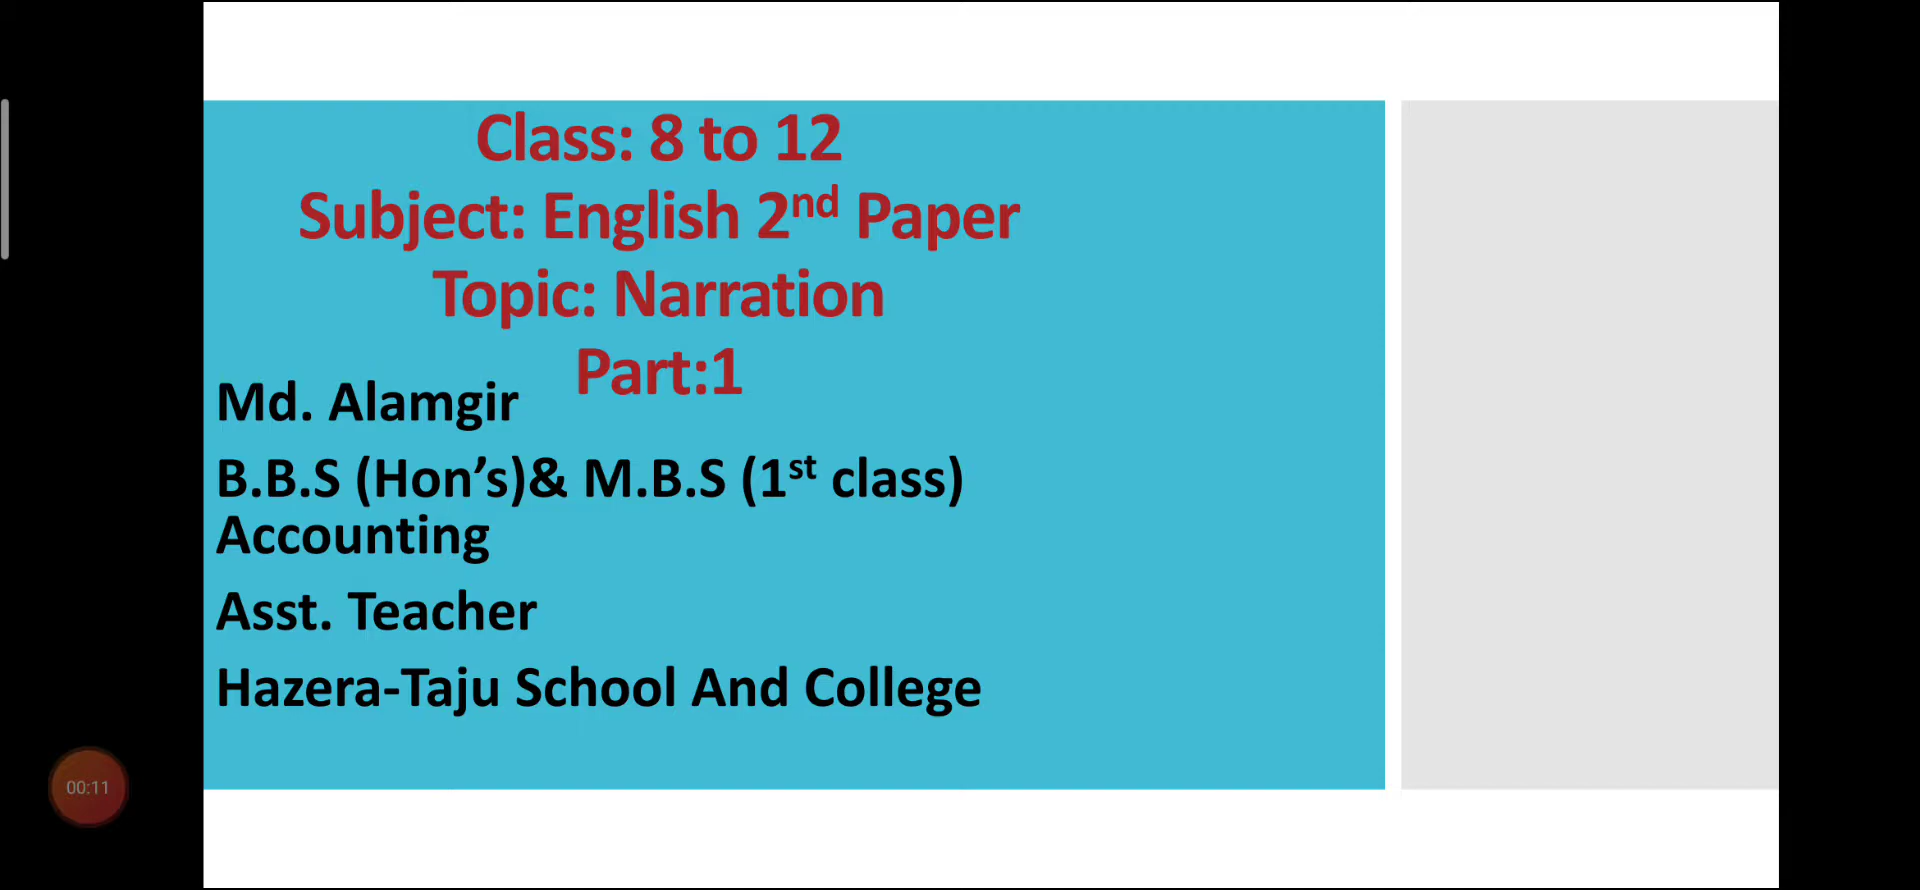 Class: 8 to 12
Subject: English 2nd Paper
Topic: Narration
Part:1
Md. Alamgir
B.B.S (Hon’s)& M.B.S (1st class)
Accounting
Asst. Teacher
Hazera-Taju School And College
00:11